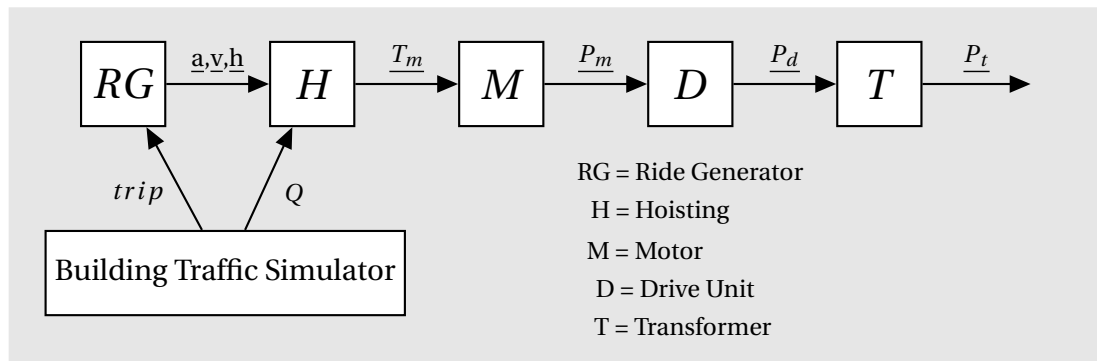 a,v,h T_m P_m P_d P_t
RG H M D T
trip Q
RG = Ride Generator
H = Hoisting
M = Motor
D = Drive Unit
T = Transformer
Building Traffic Simulator